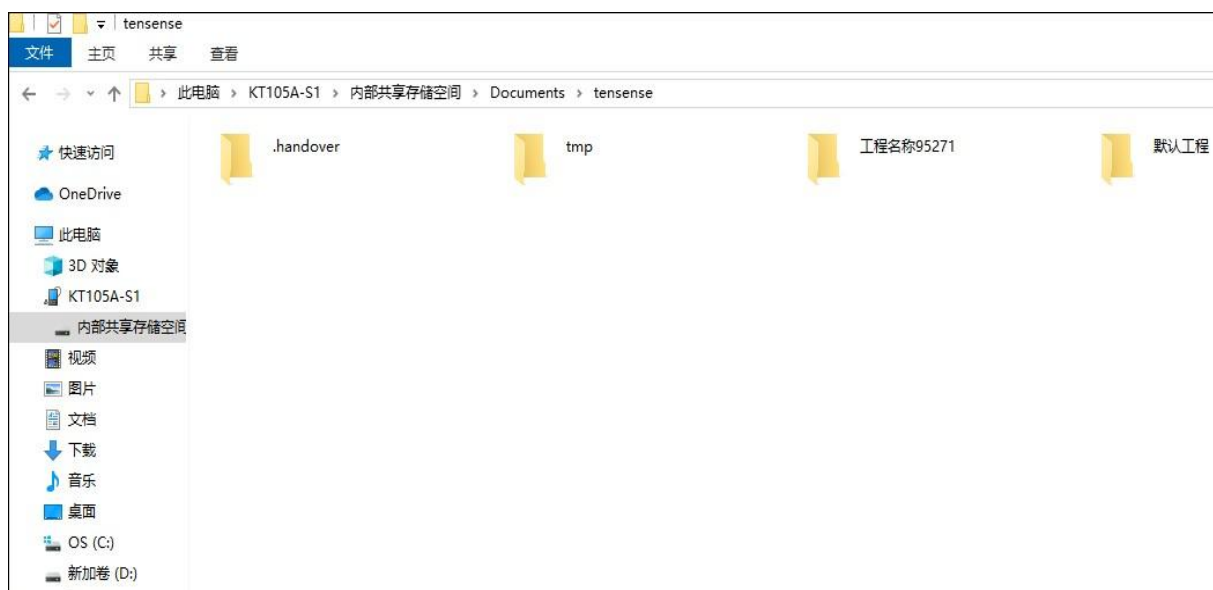 tensense
文件 主页 共享 查看
此电脑 › KT105A-S1 › 内部共享存储空间 › Documents › tensense
.handover tmp 工程名称95271 默认工程
快速访问
OneDrive
此电脑
3D 对象
KT105A-S1
内部共享存储空间
视频
图片
文档
下载
音乐
桌面
OS (C:)
新加卷 (D:)